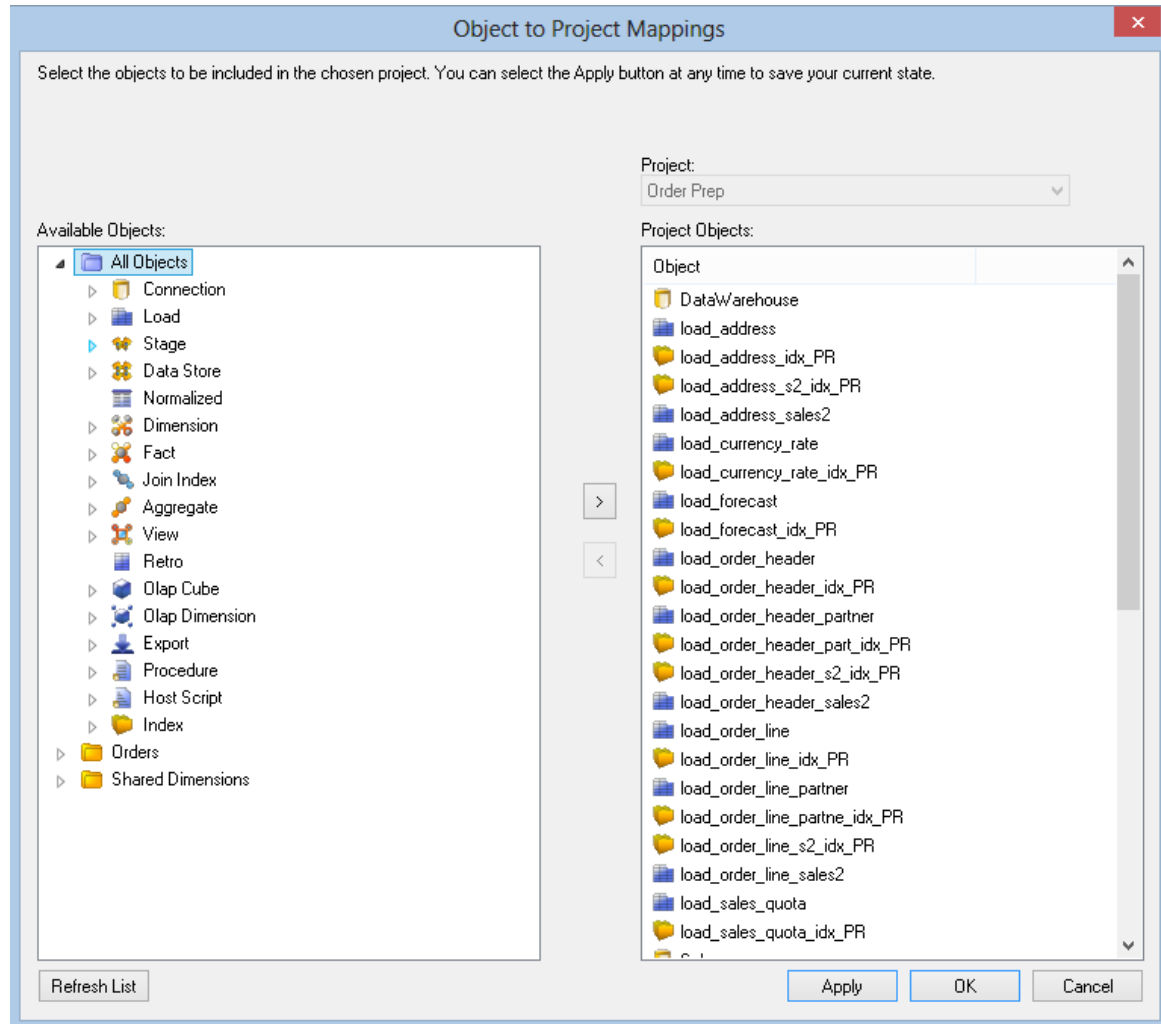 Object to Project Mappings
Select the objects to be included in the chosen project. You can select the Apply button at any time to save your current state.
Project:
Order Prep
Available Objects:
All Objects
Connection
Load
Stage
Data Store
Normalized
Dimension
Fact
Join Index
Aggregate
View
Retro
Olap Cube
Olap Dimension
Export
Procedure
Host Script
Index
Orders
Shared Dimensions
>
<
Project Objects:
Object
DataWarehouse
load_address
load_address_idx_PR
load_address_s2_idx_PR
load_address_sales2
load_currency_rate
load_currency_rate_idx_PR
load_forecast
load_forecast_idx_PR
load_order_header
load_order_header_idx_PR
load_order_header_partner
load_order_header_part_idx_PR
load_order_header_s2_idx_PR
load_order_header_sales2
load_order_line
load_order_line_idx_PR
load_order_line_partner
load_order_line_partne_idx_PR
load_order_line_s2_idx_PR
load_order_line_sales2
load_sales_quota
load_sales_quota_idx_PR
Refresh List
Apply
OK
Cancel